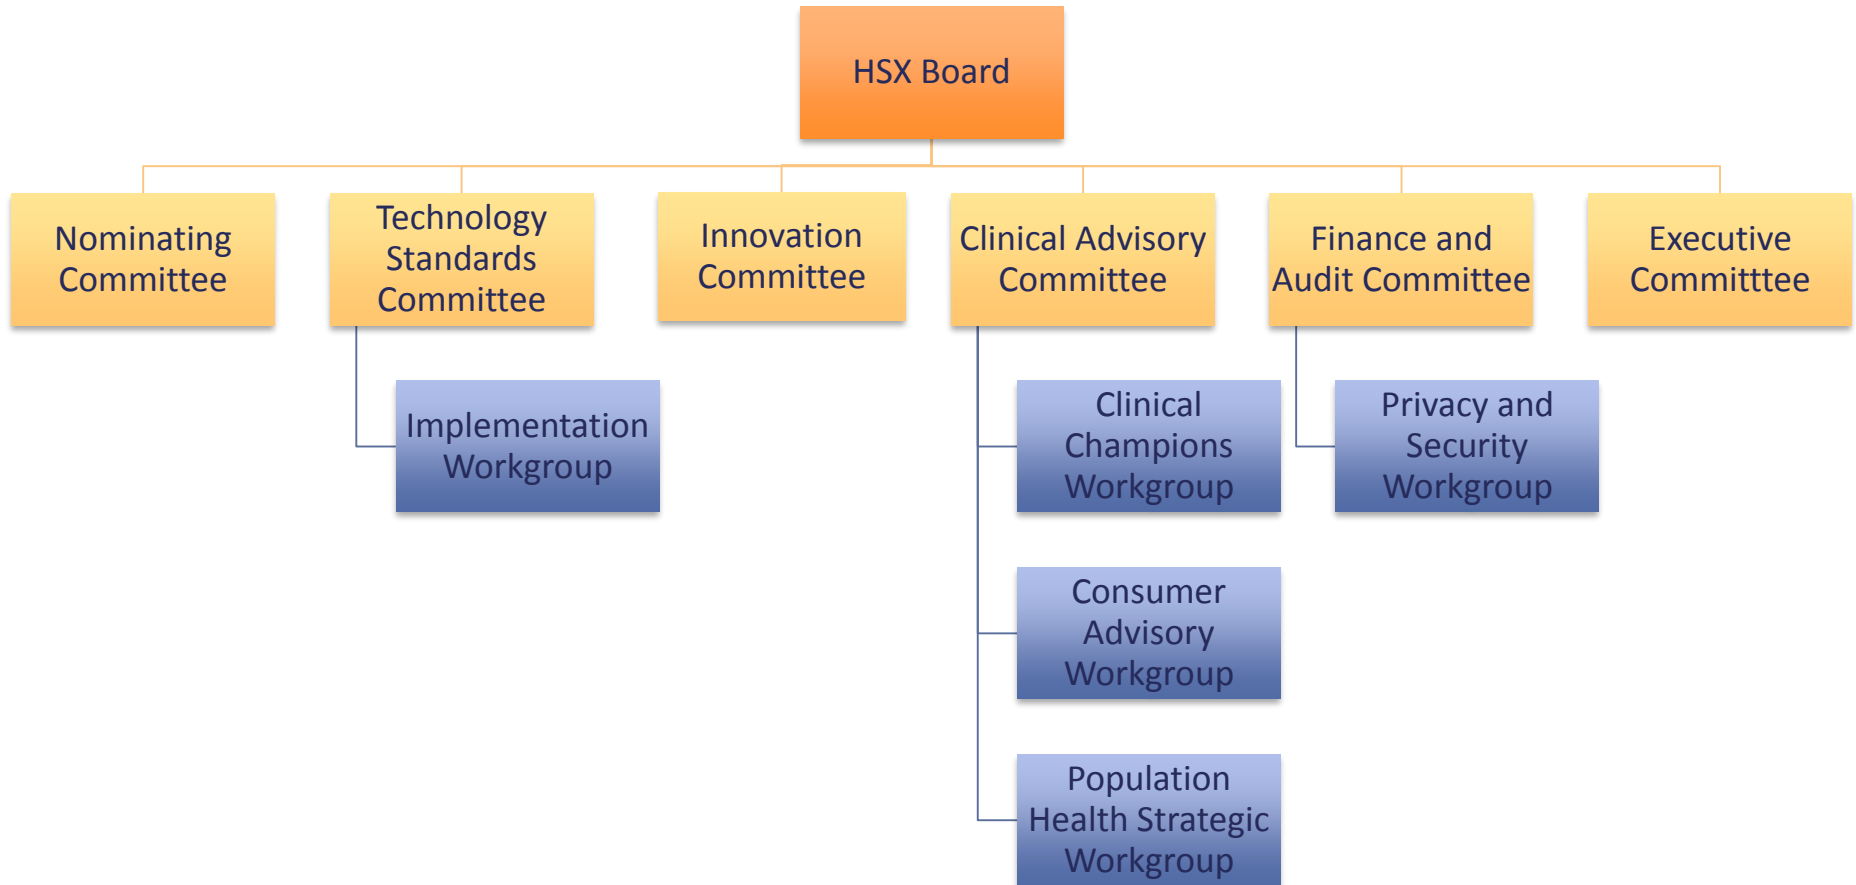 HSX Board
Nominating
Committee
Technology
Standards
Committee
Innovation
Committee
Clinical Advisory
Committee
Finance and
Audit Committee
Executive
Committtee
Implementation
Workgroup
Clinical
Champions
Workgroup
Privacy and
Security
Workgroup
Consumer
Advisory
Workgroup
Population
Health Strategic
Workgroup